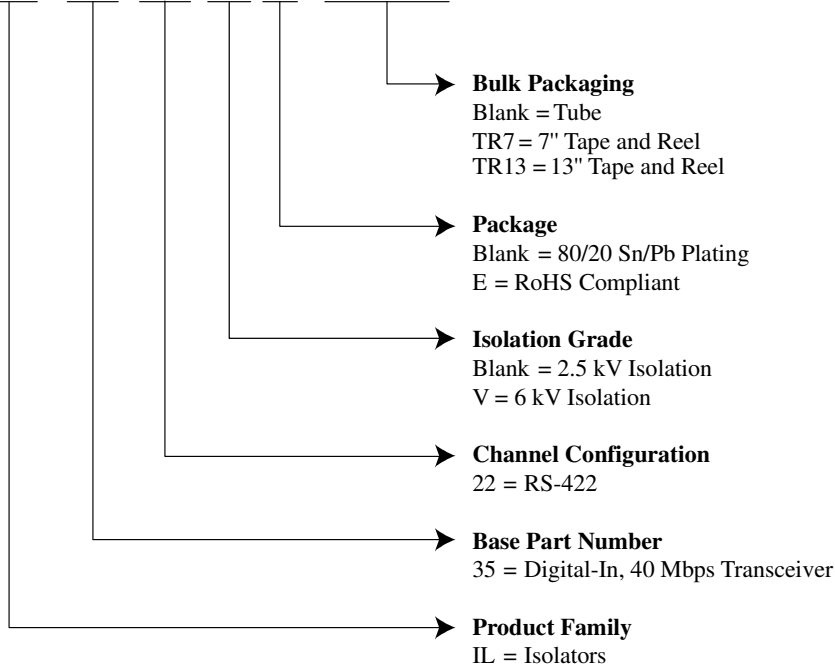 Bulk Packaging
Blank = Tube
TR7 = 7" Tape and Reel
TR13 = 13" Tape and Reel
Package
Blank = 80/20 Sn/Pb Plating
E = RoHS Compliant
Isolation Grade
Blank = 2.5 kV Isolation
V = 6 kV Isolation
Channel Configuration
22 = RS-422
Base Part Number
35 = Digital-In, 40 Mbps Transceiver
Product Family
IL = Isolators